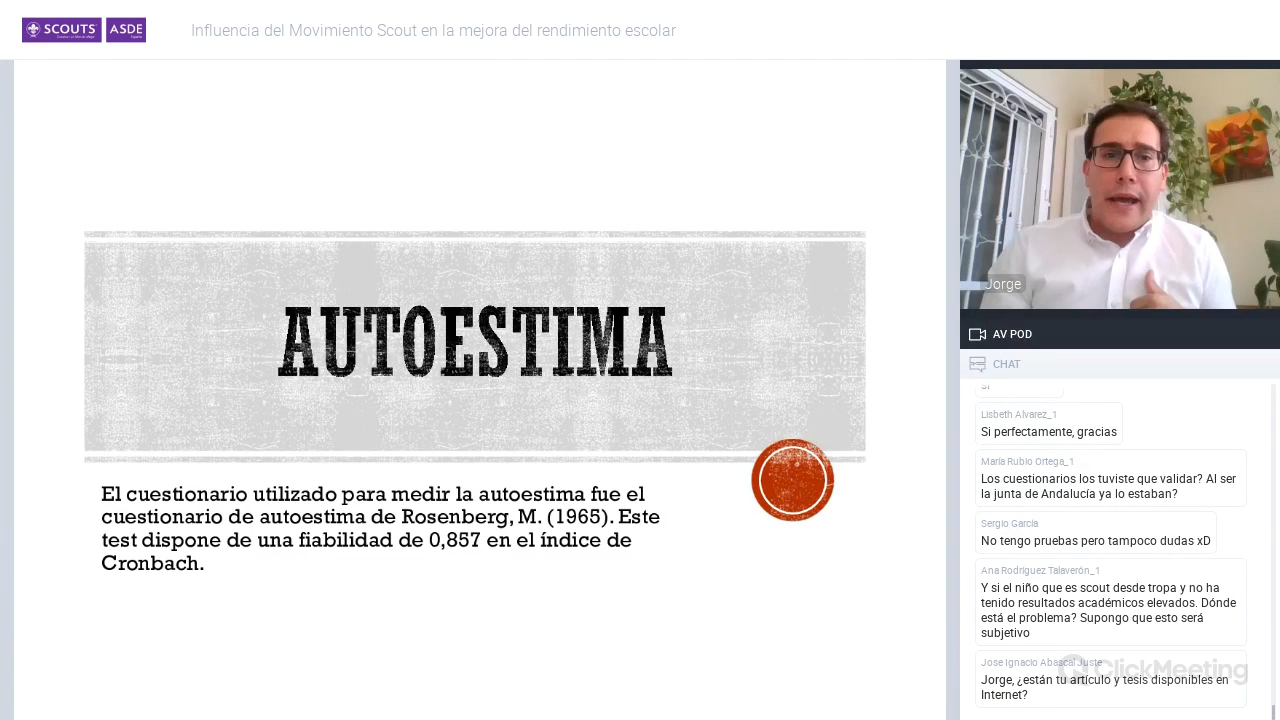 SCOUTS ASDE
Influencia del Movimiento Scout en la mejora del rendimiento escolar
AUTOESTIMA
El cuestionario utilizado para medir la autoestima fue el
cuestionario de autoestima de Rosenberg, M. (1965). Este
test dispone de una fiabilidad de 0,857 en el índice de
Cronbach.
Jorge
AV POD
CHAT
Lisbeth Alvarez_1
Si perfectamente, gracias
María Rubio Ortega_1
Los cuestionarios los tuviste que validar? Al ser
la junta de Andalucía ya lo estaban?
Sergio García
No tengo pruebas pero tampoco dudas xD
Ana Rodríguez Talaverón_1
Y si el niño que es scout desde tropa y no ha
tenido resultados académicos elevados. Dónde
está el problema? Supongo que esto será
subjetivo
Jose Ignacio Abascal Juste
Jorge, ¿están tu artículo y tesis disponibles en
Internet?
ClickMeeting